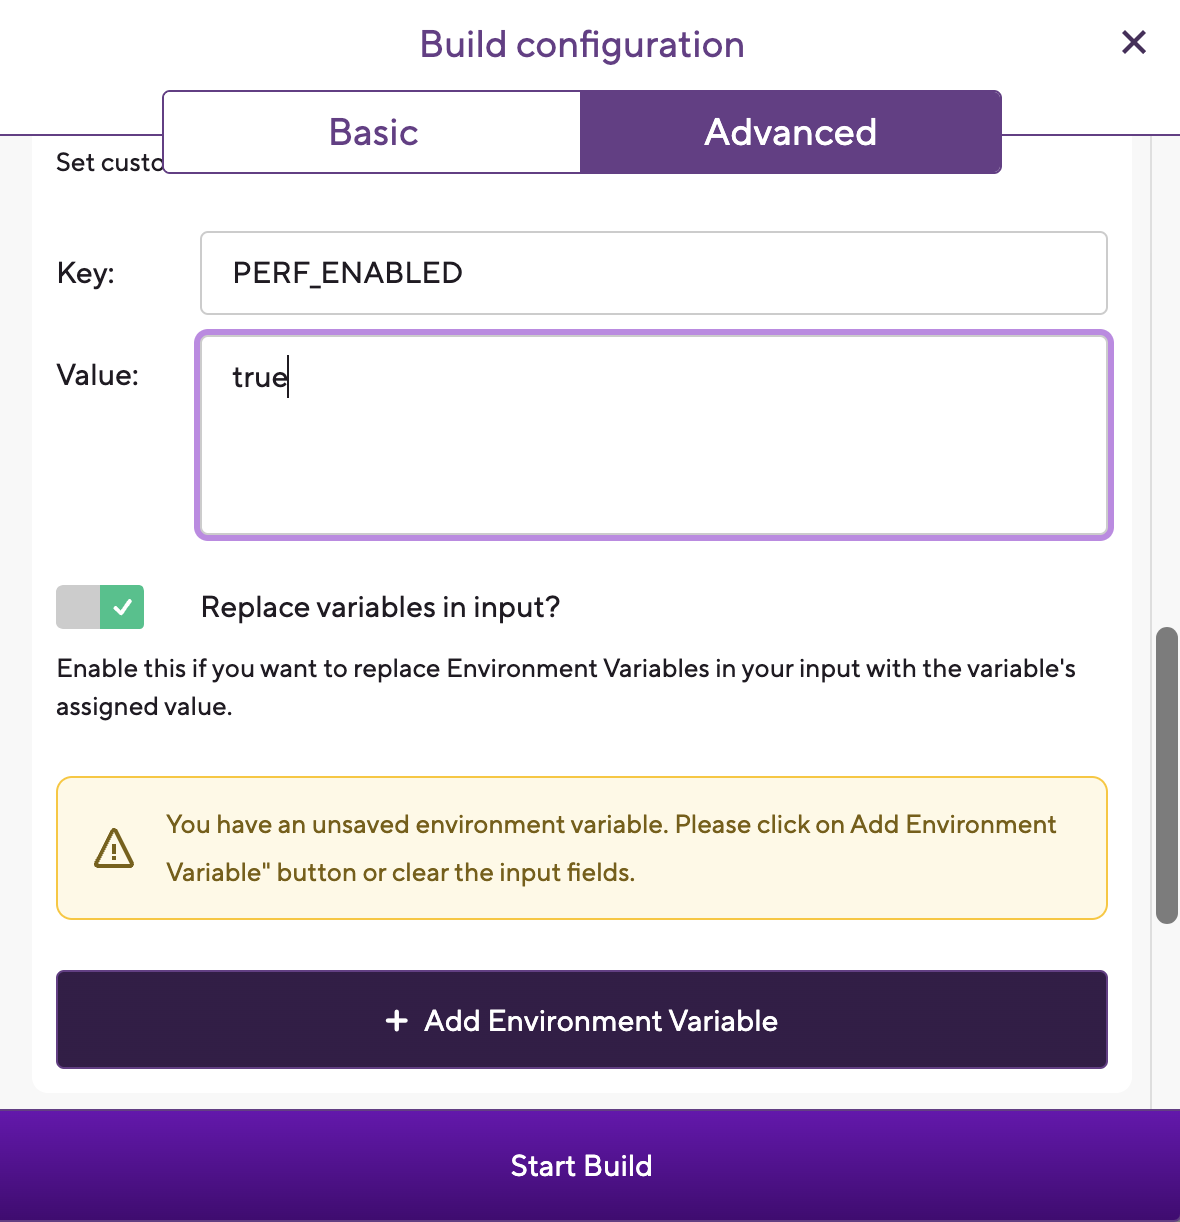 Build configuration
Basic
Advanced
Set custo
Key:
PERF_ENABLED
Value:
true
Replace variables in input?
Enable this if you want to replace Environment Variables in your input with the variable's
assigned value.
You have an unsaved environment variable. Please click on Add Environment
Variable" button or clear the input fields.
+ Add Environment Variable
Start Build